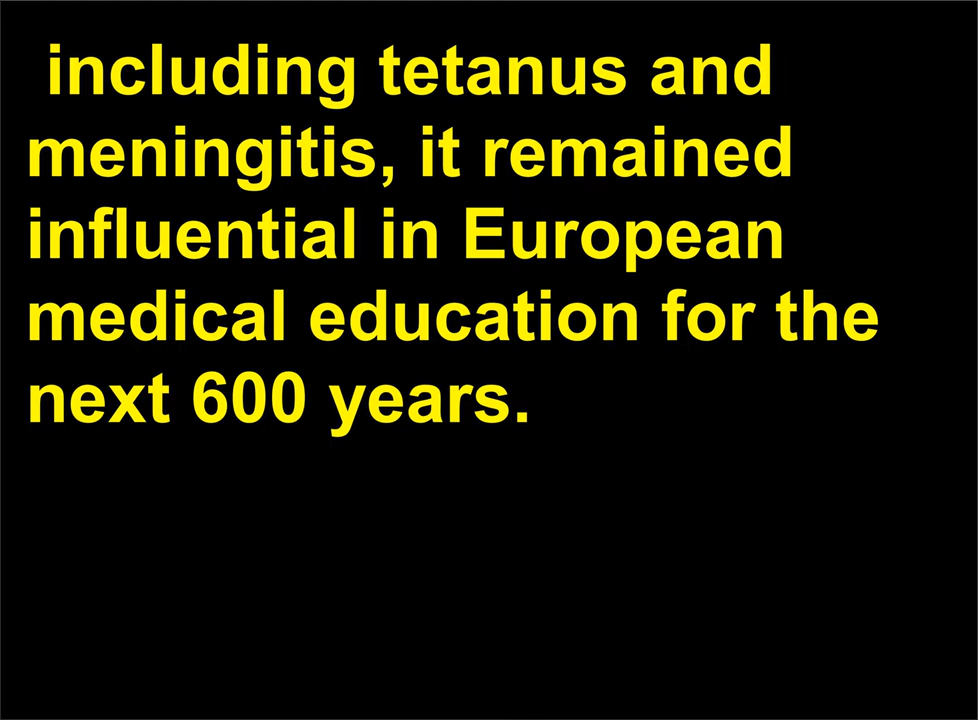 including tetanus and
meningitis, it remained
influential in European
medical education for the
next 600 years.